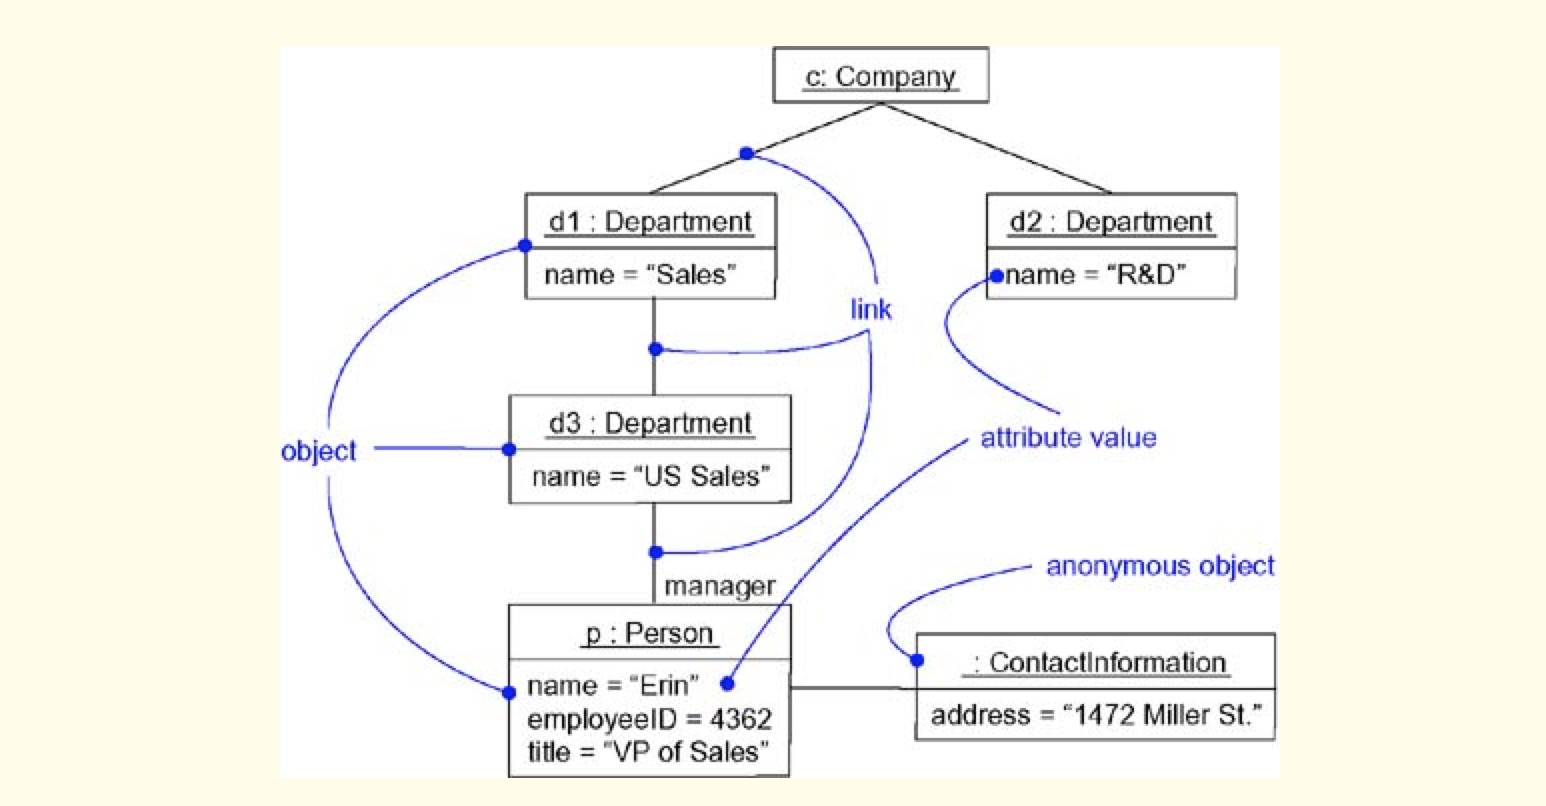 c: Company
d1 : Department
name = “Sales”
d2 : Department
name = “R&D”
link
d3 : Department
name = “US Sales”
object
attribute value
manager
anonymous object
p : Person
name = “Erin”
employeeID = 4362
title = “VP of Sales”
: ContactInformation
address = “1472 Miller St.”